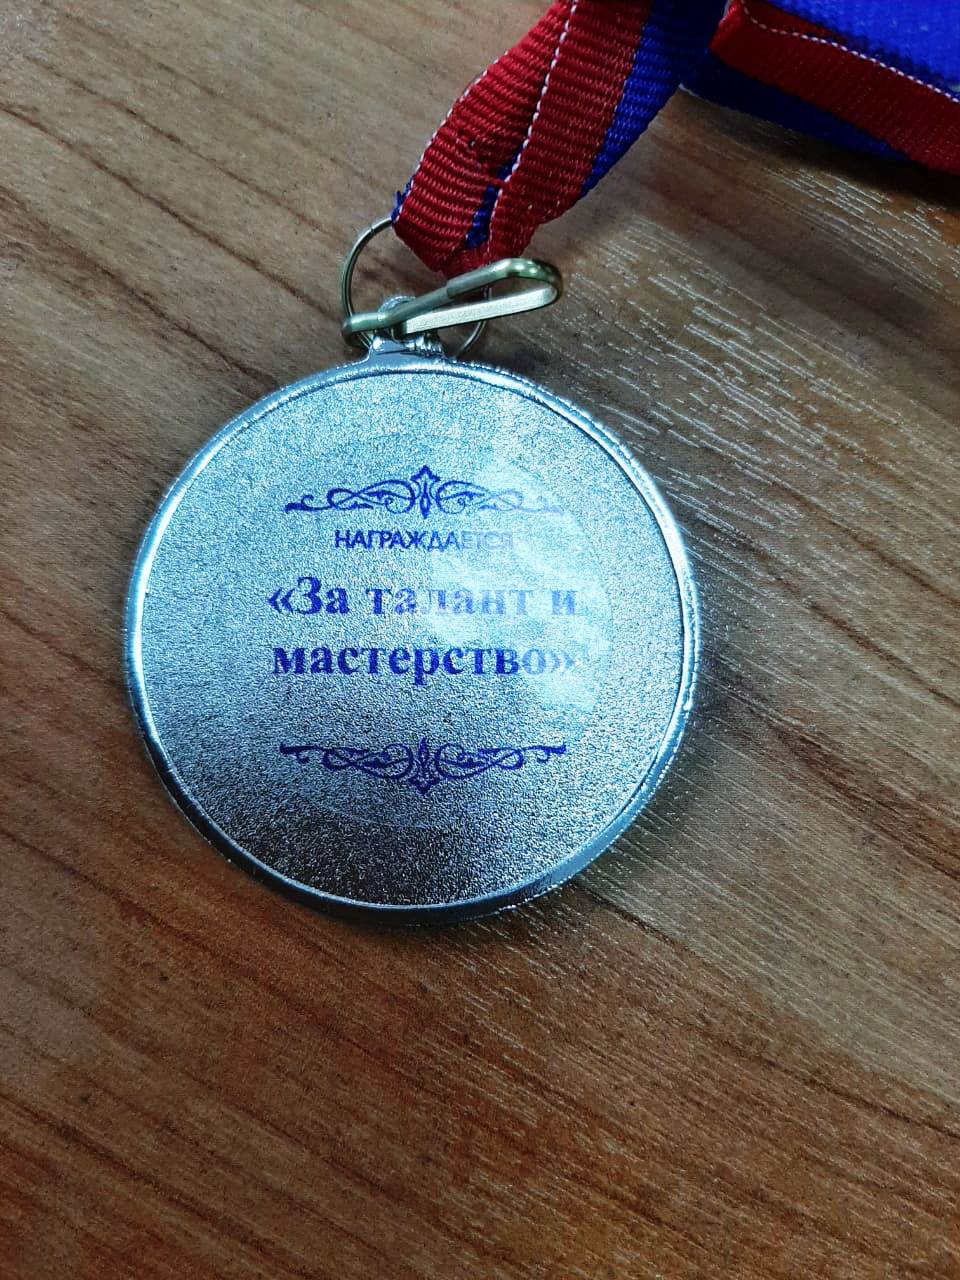 НАГРАЖДАЕТСЯ
«За талант и
мастерство»